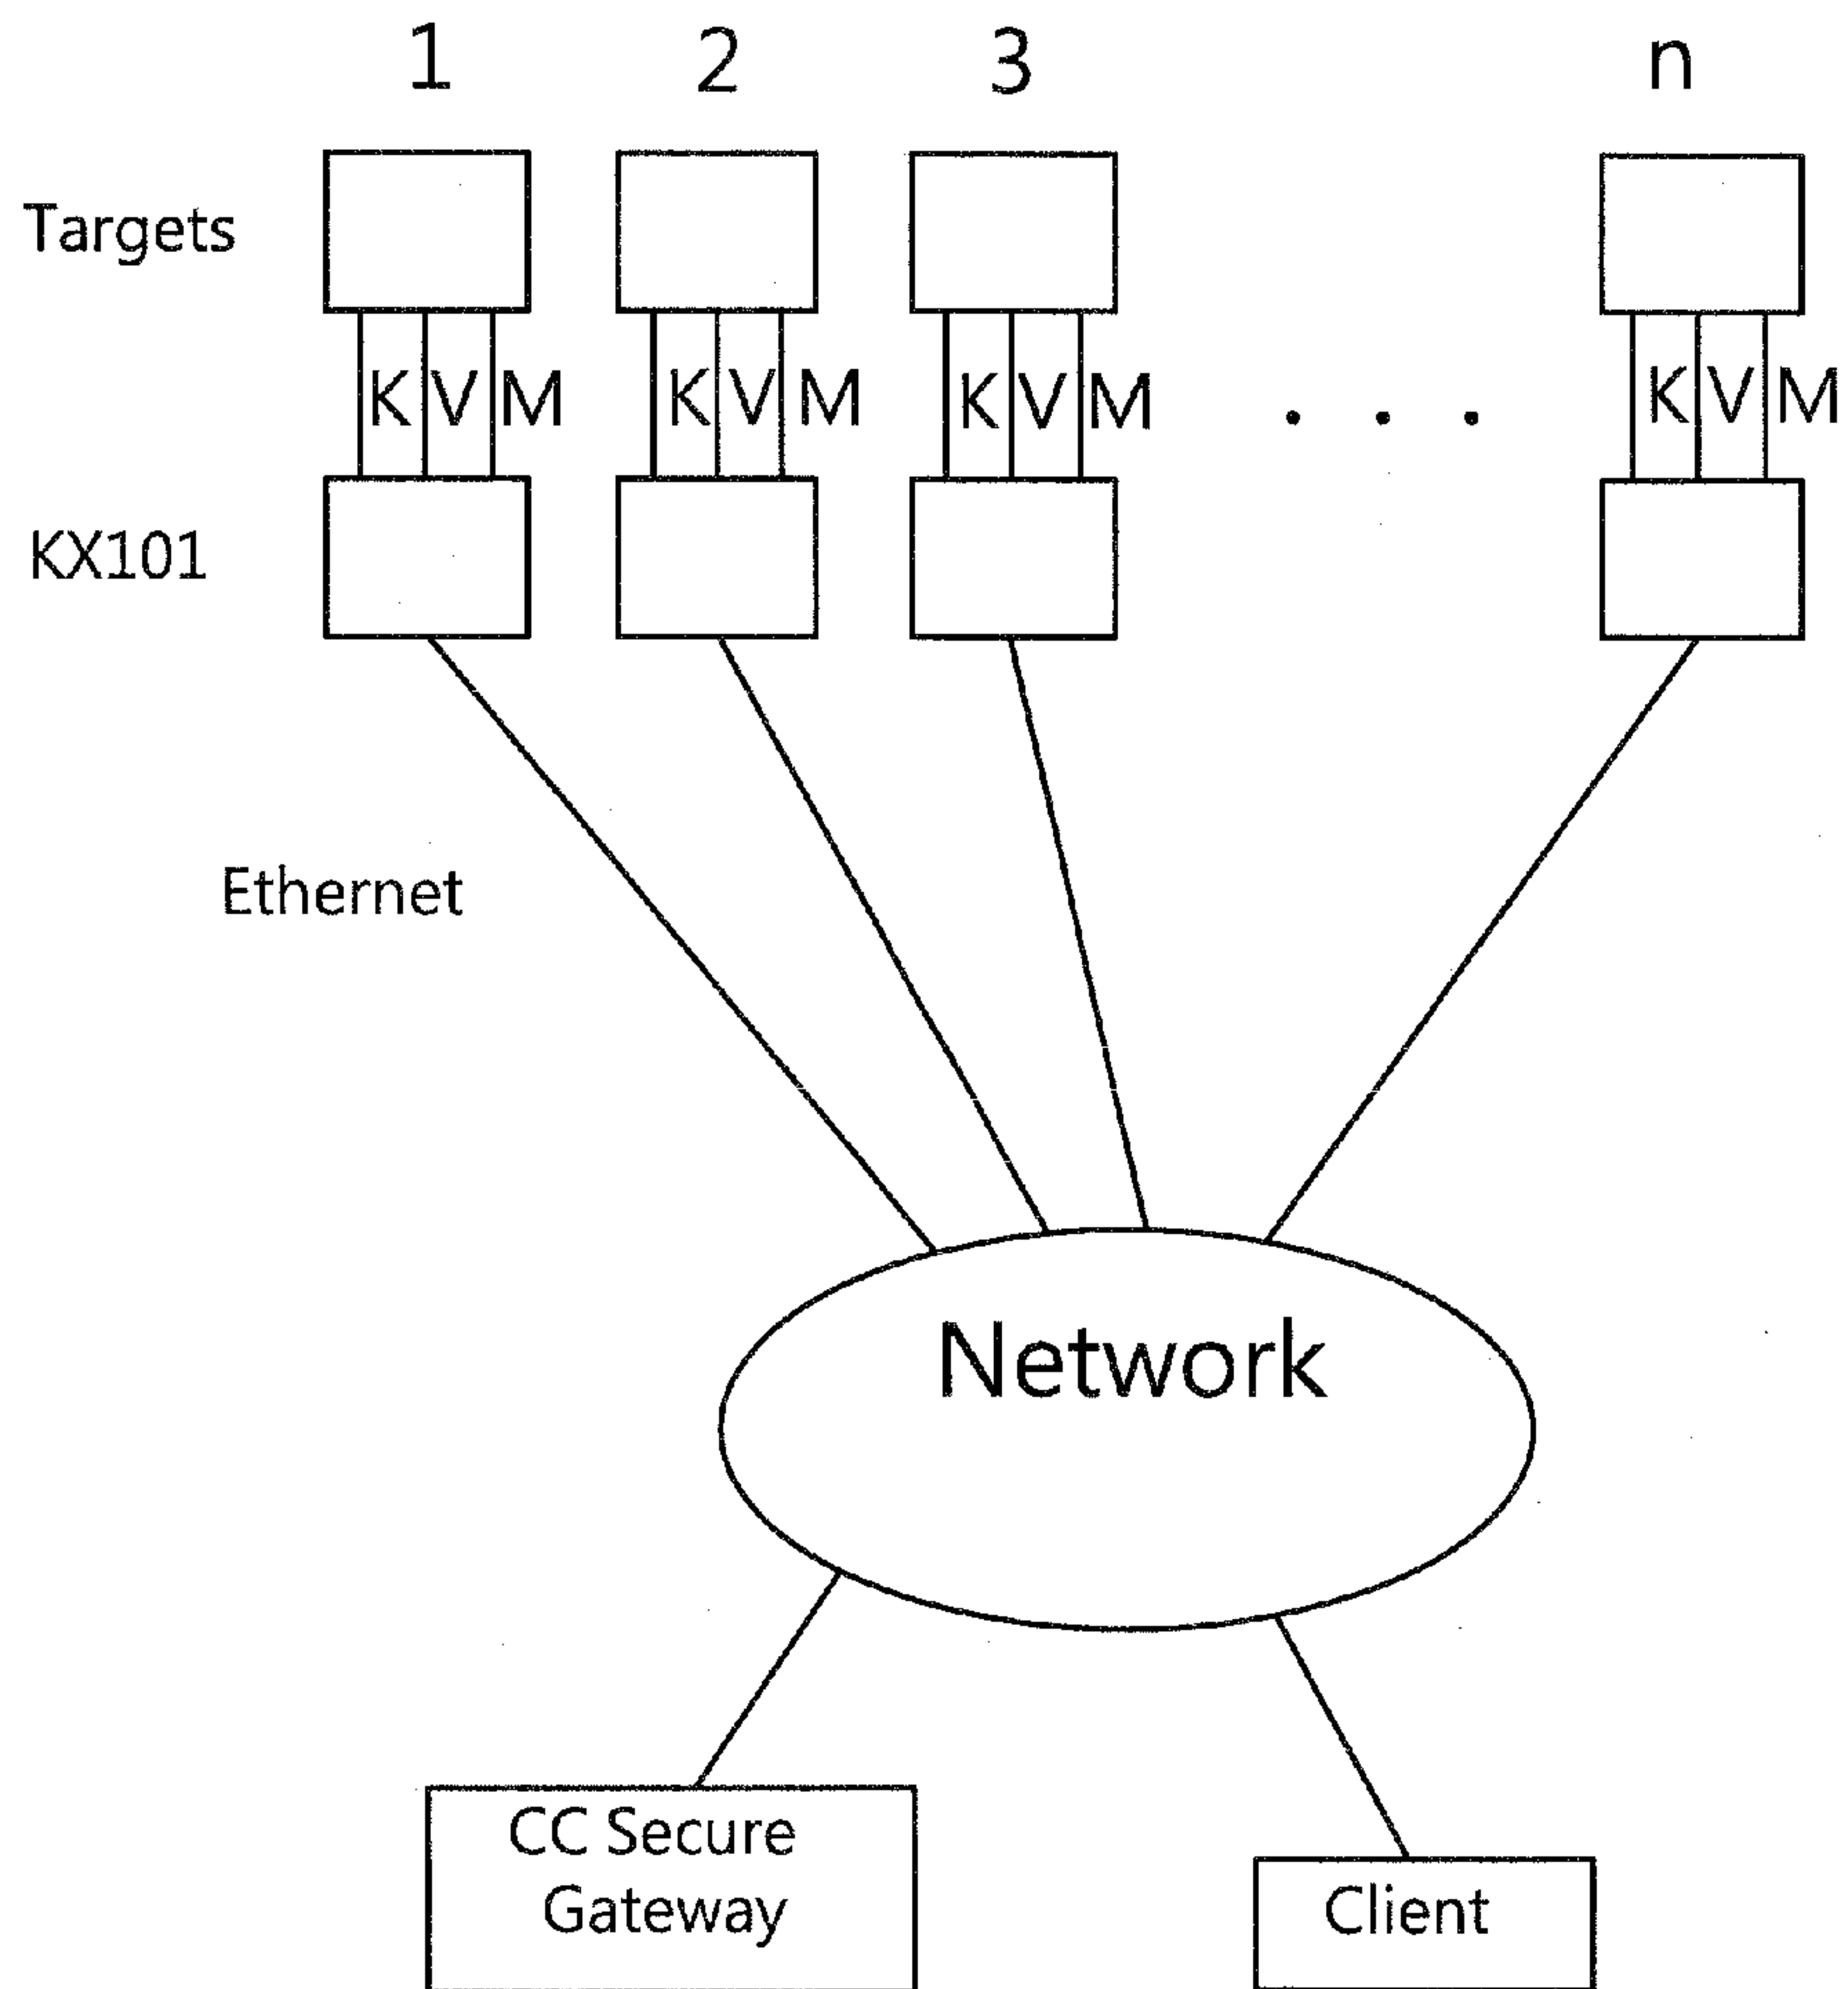 1 2 3 n
Targets
K V M K V M K V M . . . K V M
KX101
Ethernet
Network
CC Secure
Gateway
Client